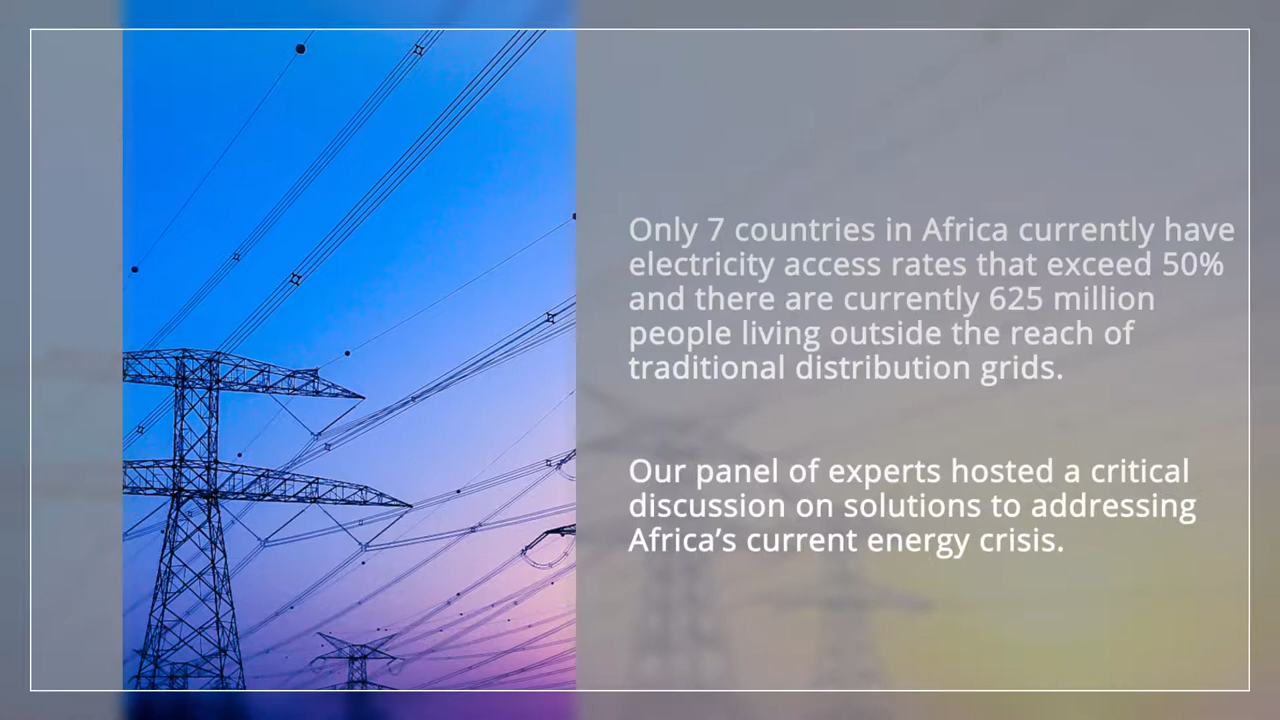 Only 7 countries in Africa currently have
electricity access rates that exceed 50%
and there are currently 625 million
people living outside the reach of
traditional distribution grids.
Our panel of experts hosted a critical
discussion on solutions to addressing
Africa’s current energy crisis.